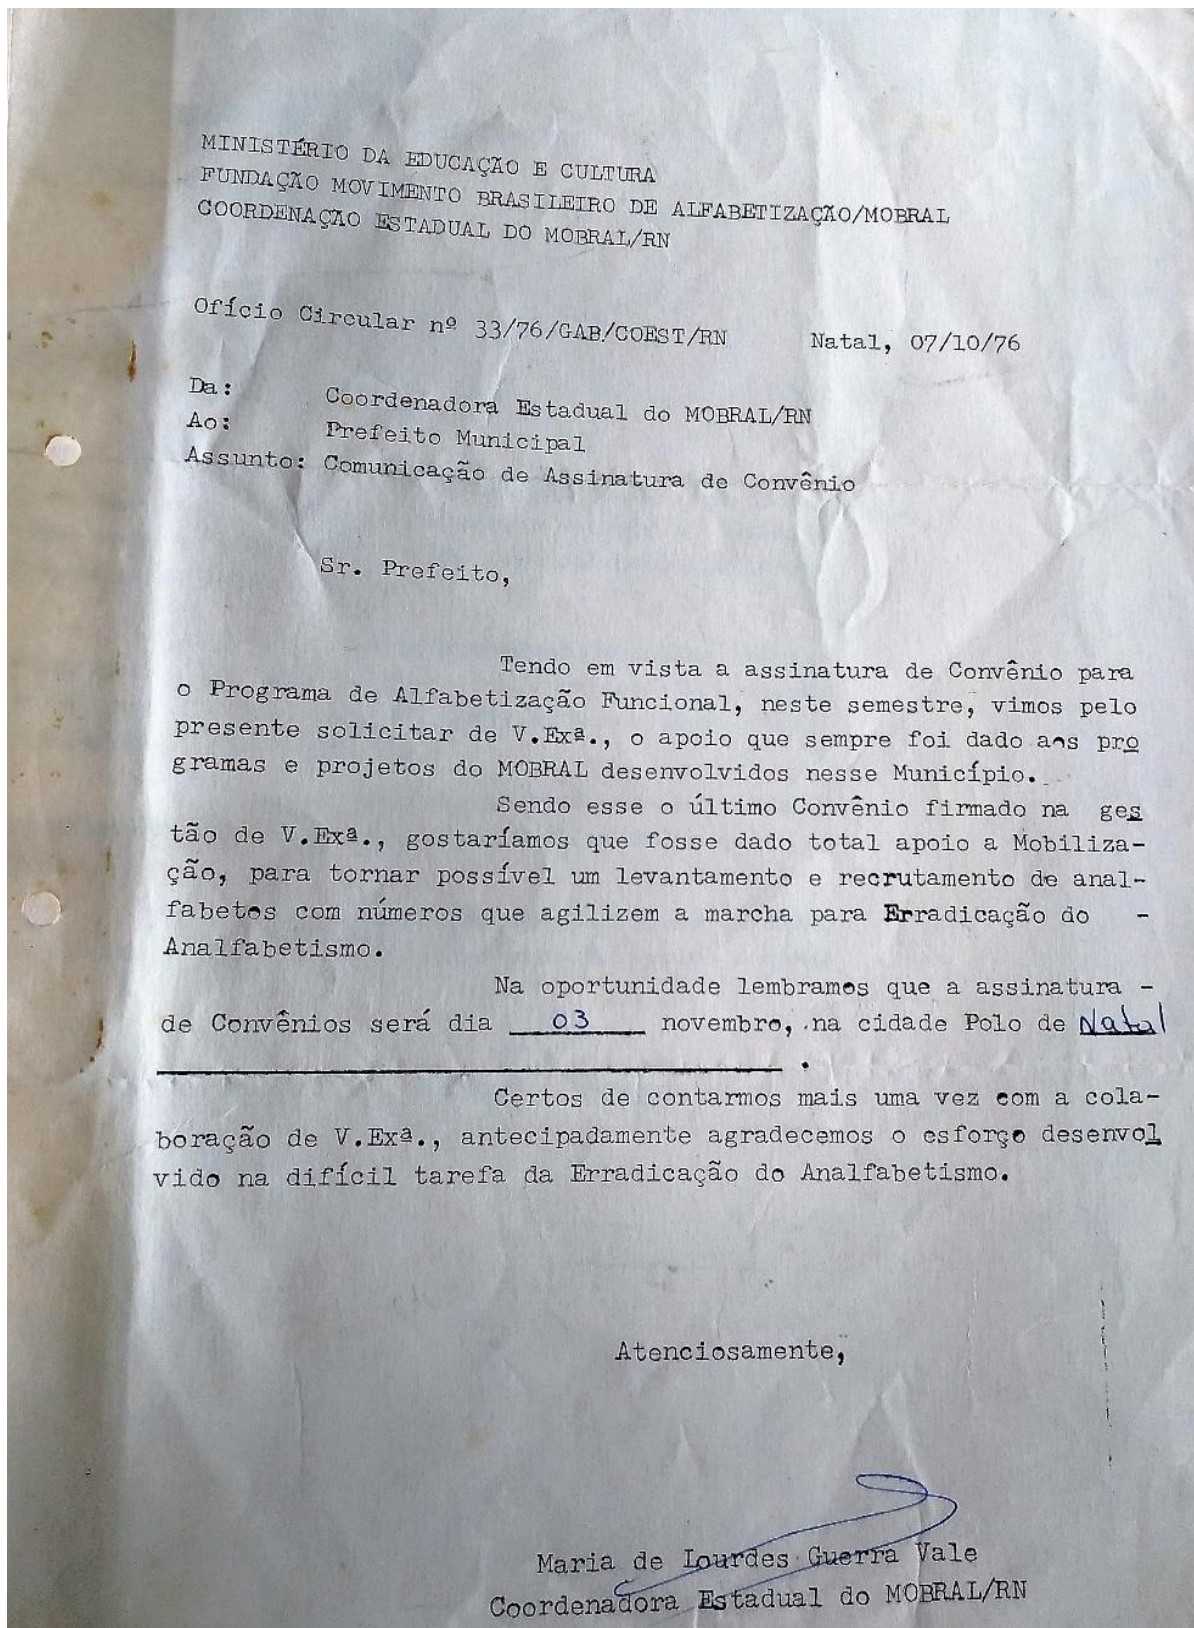 MINISTÉRIO DA EDUCAÇÃO E CULTURA
FUNDAÇÃO MOVIMENTO BRASILEIRO DE ALFABETIZAÇÃO/MOBRAL
COORDENAÇÃO ESTADUAL DO MOBRAL/RN
Ofício Circular nº 33/76/GAB/COEST/RN Natal, 07/10/76
Da: Coordenadora Estadual do MOBRAL/RN
Ao: Prefeito Municipal
Assunto: Comunicação de Assinatura de Convênio
Sr. Prefeito,
Tendo em vista a assinatura de Convênio para
o Programa de Alfabetização Funcional, neste semestre, vimos pelo
presente solicitar de V.Exª., o apoio que sempre foi dado aos pro
gramas e projetos do MOBRAL desenvolvidos nesse Município.
Sendo esse o último Convênio firmado na ges
tão de V.Exª., gostaríamos que fosse dado total apoio a Mobiliza-
ção, para tornar possível um levantamento e recrutamento de anal-
fabetos com números que agilizem a marcha para Erradicação do -
Analfabetismo.
Na oportunidade lembramos que a assinatura -
de Convênios será dia 03 novembro, na cidade Polo de Natal
.
Certos de contarmos mais uma vez com a cola-
boração de V.Exª., antecipadamente agradecemos o esforço desenvol
vido na difícil tarefa da Erradicação do Analfabetismo.
Atenciosamente,
Maria de Lourdes Guerra Vale
Coordenadora Estadual do MOBRAL/RN